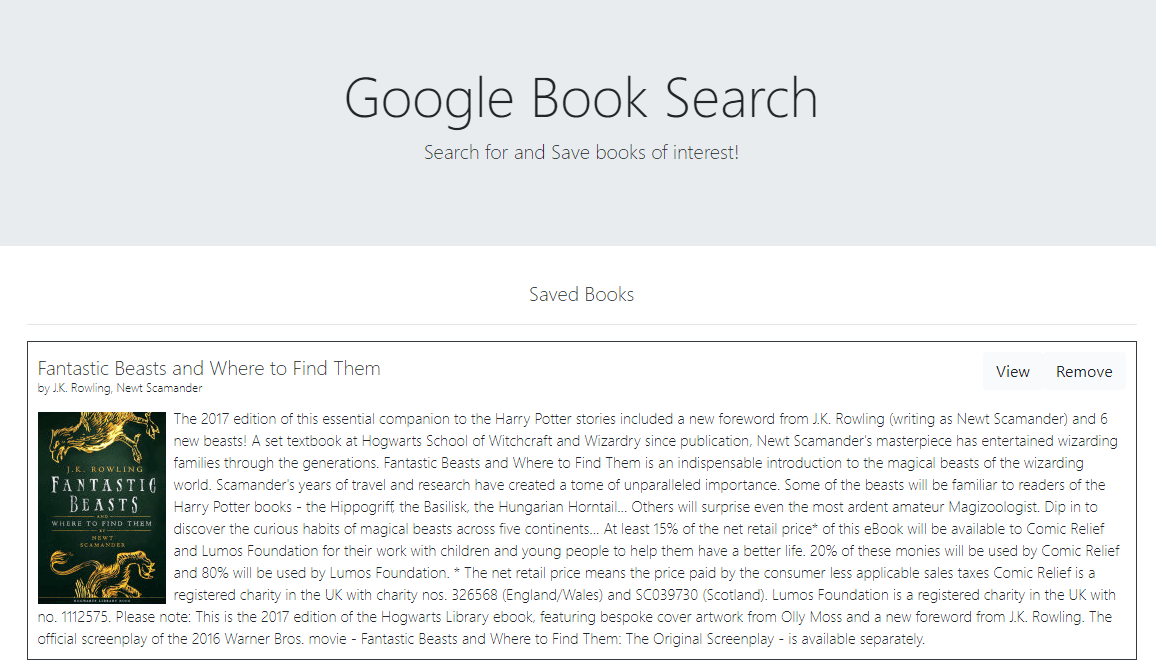 Google Book Search
Search for and Save books of interest!
Saved Books
Fantastic Beasts and Where to Find Them
View Remove
by J.K. Rowling, Newt Scamander
J.K. ROWLING
FANTASTIC
BEASTS
AND
WHERE TO FIND THEM
BY
NEWT
SCAMANDER
HOGWARTS LIBRARY BOOK
The 2017 edition of this essential companion to the Harry Potter stories included a new foreword from J.K. Rowling (writing as Newt Scamander) and 6
new beasts! A set textbook at Hogwarts School of Witchcraft and Wizardry since publication, Newt Scamander's masterpiece has entertained wizarding
families through the generations. Fantastic Beasts and Where to Find Them is an indispensable introduction to the magical beasts of the wizarding
world. Scamander's years of travel and research have created a tome of unparalleled importance. Some of the beasts will be familiar to readers of the
Harry Potter books - the Hippogriff, the Basilisk, the Hungarian Horntail... Others will surprise even the most ardent amateur Magizoologist. Dip in to
discover the curious habits of magical beasts across five continents... At least 15% of the net retail price* of this eBook will be available to Comic Relief
and Lumos Foundation for their work with children and young people to help them have a better life. 20% of these monies will be used by Comic Relief
and 80% will be used by Lumos Foundation. * The net retail price means the price paid by the consumer less applicable sales taxes Comic Relief is a
registered charity in the UK with charity nos. 326568 (England/Wales) and SC039730 (Scotland). Lumos Foundation is a registered charity in the UK with
no. 1112575. Please note: This is the 2017 edition of the Hogwarts Library ebook, featuring bespoke cover artwork from Olly Moss and a new foreword from J.K. Rowling. The
official screenplay of the 2016 Warner Bros. movie - Fantastic Beasts and Where to Find Them: The Original Screenplay - is available separately.